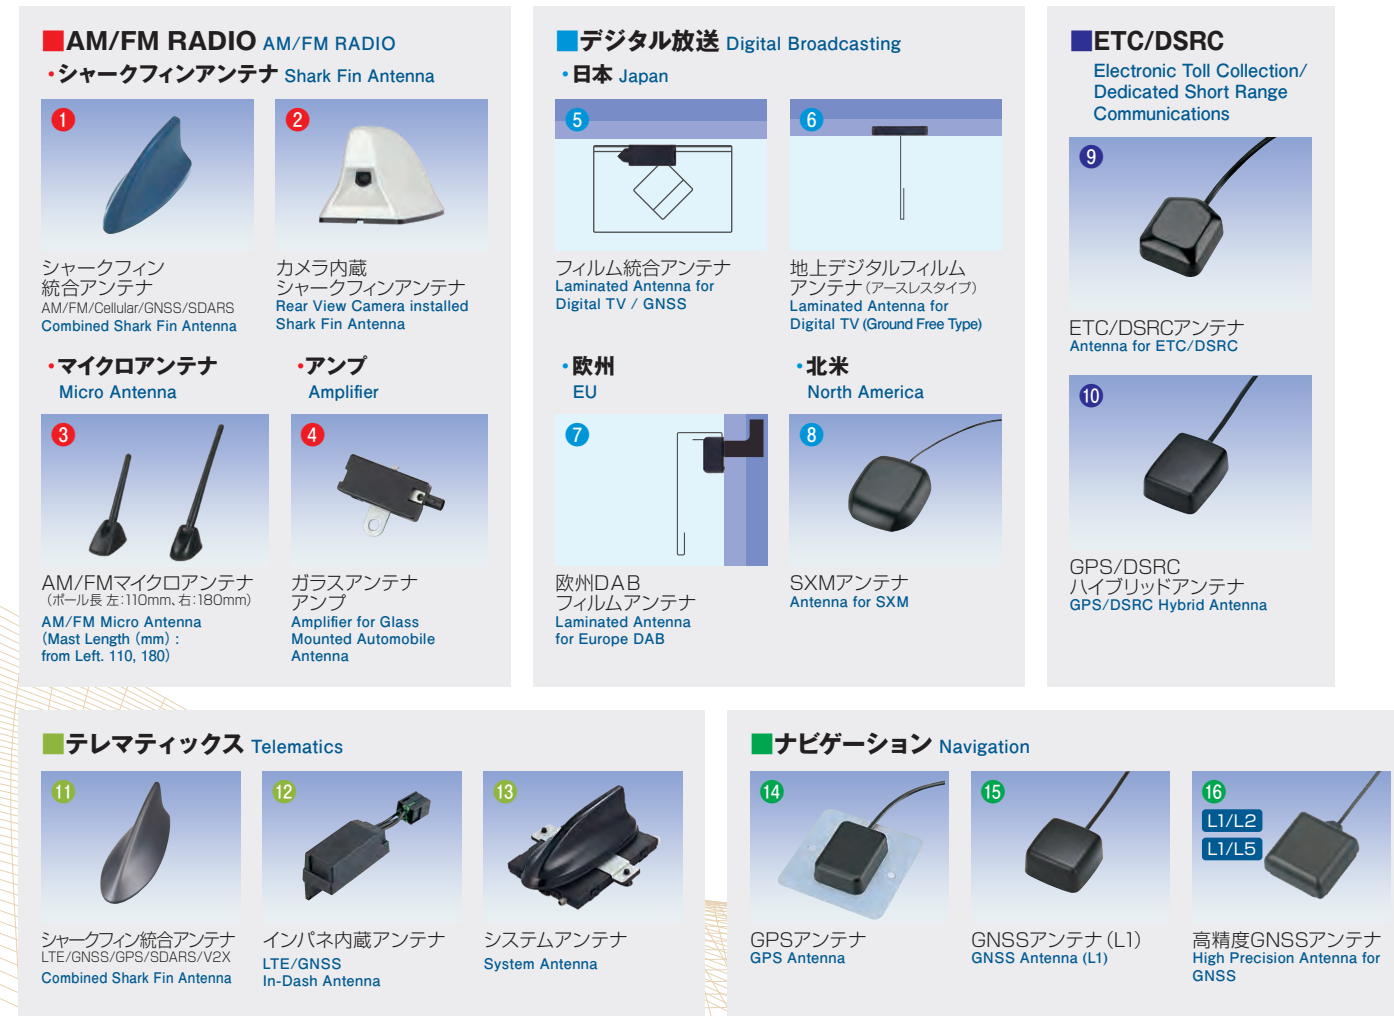 ■AM/FM RADIO AM/FM RADIO
・シャークフィンアンテナ Shark Fin Antenna
1
シャークフィン
統合アンテナ
AM/FM/Cellular/GNSS/SDARS
Combined Shark Fin Antenna
2
カメラ内蔵
シャークフィンアンテナ
Rear View Camera installed
Shark Fin Antenna
・マイクロアンテナ
Micro Antenna
3
AM/FMマイクロアンテナ
（ポール長 左:110mm、右:180mm）
AM/FM Micro Antenna
(Mast Length (mm) :
from Left. 110, 180)
・アンプ
Amplifier
4
ガラスアンテナ
アンプ
Amplifier for Glass
Mounted Automobile
Antenna
■デジタル放送 Digital Broadcasting
・日本 Japan
5
フィルム統合アンテナ
Laminated Antenna for
Digital TV / GNSS
6
地上デジタルフィルム
アンテナ（アースレスタイプ）
Laminated Antenna for
Digital TV (Ground Free Type)
・欧州
EU
7
欧州DAB
フィルムアンテナ
Laminated Antenna
for Europe DAB
・北米
North America
8
SXMアンテナ
Antenna for SXM
■ETC/DSRC
Electronic Toll Collection/
Dedicated Short Range
Communications
9
ETC/DSRCアンテナ
Antenna for ETC/DSRC
10
GPS/DSRC
ハイブリッドアンテナ
GPS/DSRC Hybrid Antenna
■テレマティックス Telematics
11
シャークフィン統合アンテナ
LTE/GNSS/GPS/SDARS/V2X
Combined Shark Fin Antenna
12
インパネ内蔵アンテナ
LTE/GNSS
In-Dash Antenna
13
システムアンテナ
System Antenna
■ナビゲーション Navigation
14
GPSアンテナ
GPS Antenna
15
GNSSアンテナ（L1）
GNSS Antenna (L1)
16
L1/L2
L1/L5
高精度GNSSアンテナ
High Precision Antenna for
GNSS